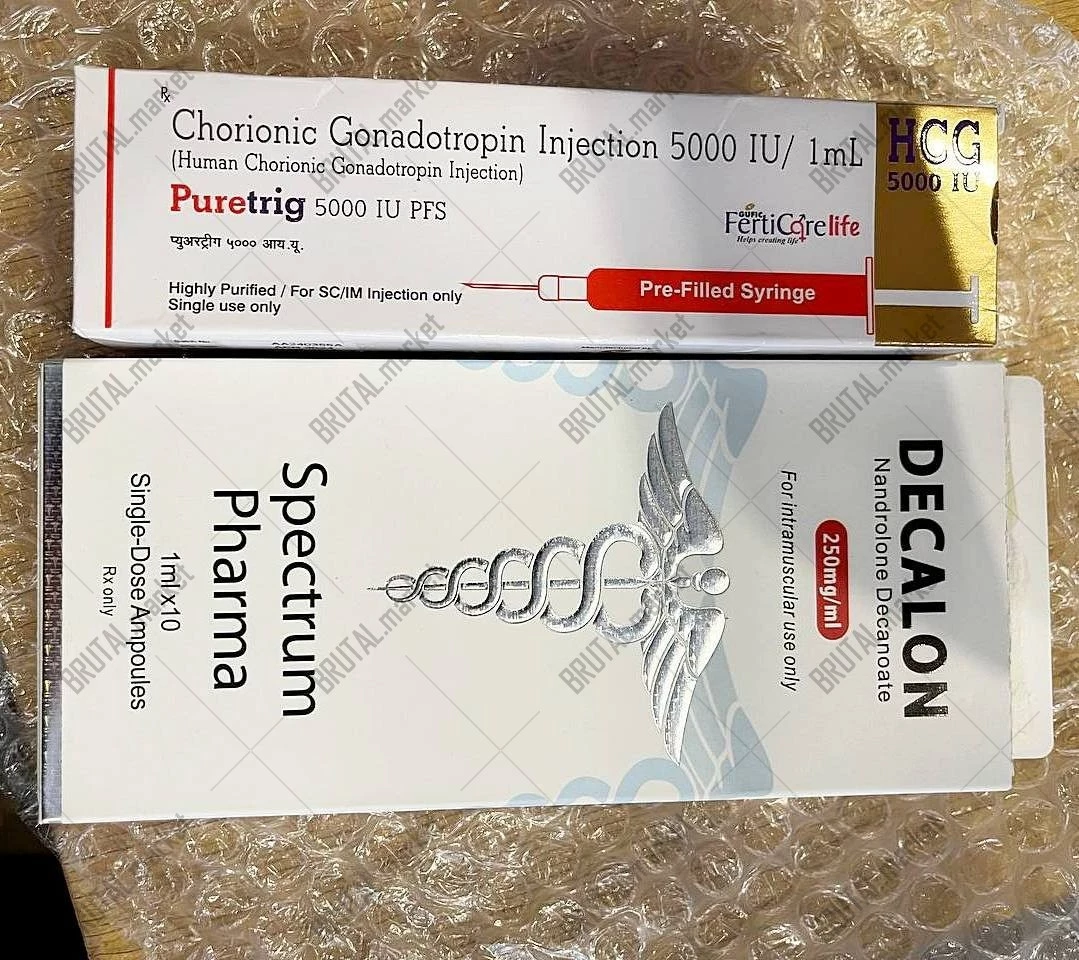 Rx
Chorionic Gonadotropin Injection 5000 IU/ 1mL
(Human Chorionic Gonadotropin Injection)
Puretrig 5000 IU PFS
प्युअरट्रीग ५००० आय.यू.
Highly Purified / For SC/IM Injection only
Single use only
HCG
5000 IU
GUFIC
FertiCarelife
Helps creating life
Pre-Filled Syringe
DECALON
Nandrolone Decanoate
250mg/ml
For intramuscular use only
Spectrum
Pharma
1ml x10
Single-Dose Ampoules
Rx only
BRUTAL.market